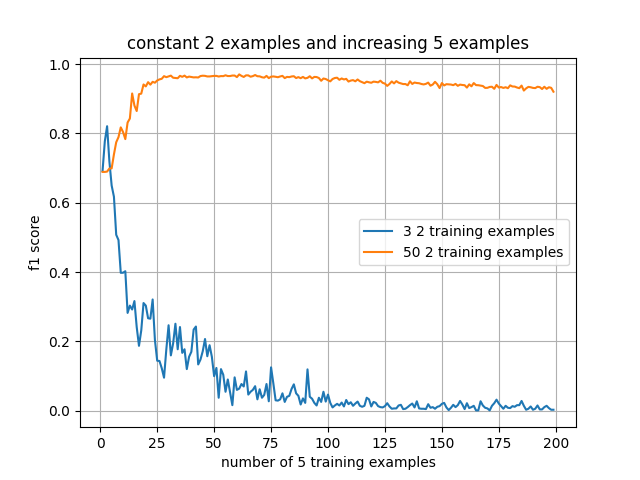 constant 2 examples and increasing 5 examples
1.0
0.8
0.6
0.4
0.2
0.0
f1 score
3 2 training examples
50 2 training examples
0 25 50 75 100 125 150 175 200
number of 5 training examples